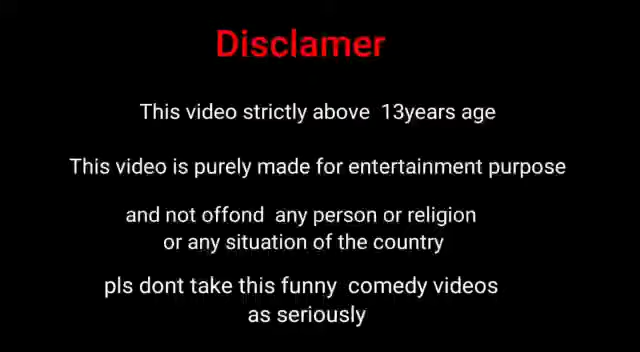 Disclamer
This video strictly above 13years age
This video is purely made for entertainment purpose
and not offond any person or religion
or any situation of the country
pls dont take this funny comedy videos
as seriously